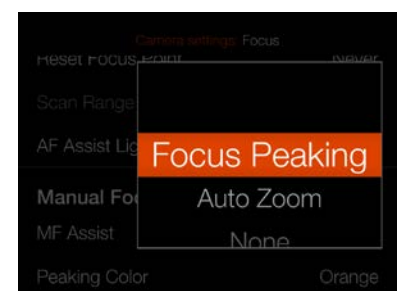 Camera settings: Focus
Reset Focus Point Never
Scan Range
AF Assist Lig
Focus Peaking
Manual Foc
Auto Zoom
MF Assist
None
Peaking Color Orange